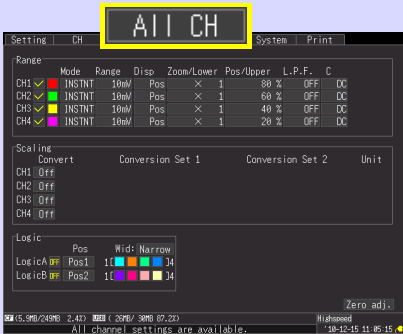 All CH
Setting CH System Print
Range
Mode Range Disp Zoom/Lower Pos/Upper L.P.F. C
CH1 INSTNT 10mV Pos × 1 80 % OFF DC
CH2 INSTNT 10mV Pos × 1 60 % OFF DC
CH3 INSTNT 10mV Pos × 1 40 % OFF DC
CH4 INSTNT 10mV Pos × 1 20 % OFF DC
Scaling
Convert Conversion Set 1 Conversion Set 2 Unit
CH1 Off
CH2 Off
CH3 Off
CH4 Off
Logic
Pos Wid: Narrow
LogicA OFF Pos1 1[ ]4
LogicB OFF Pos2 1[ ]4
Zero adj.
CF (5.9MB/249MB 2.4%) USB ( 26MB/ 30MB 87.2%) Highspeed
All channel settings are available. '10-12-15 11:05:15